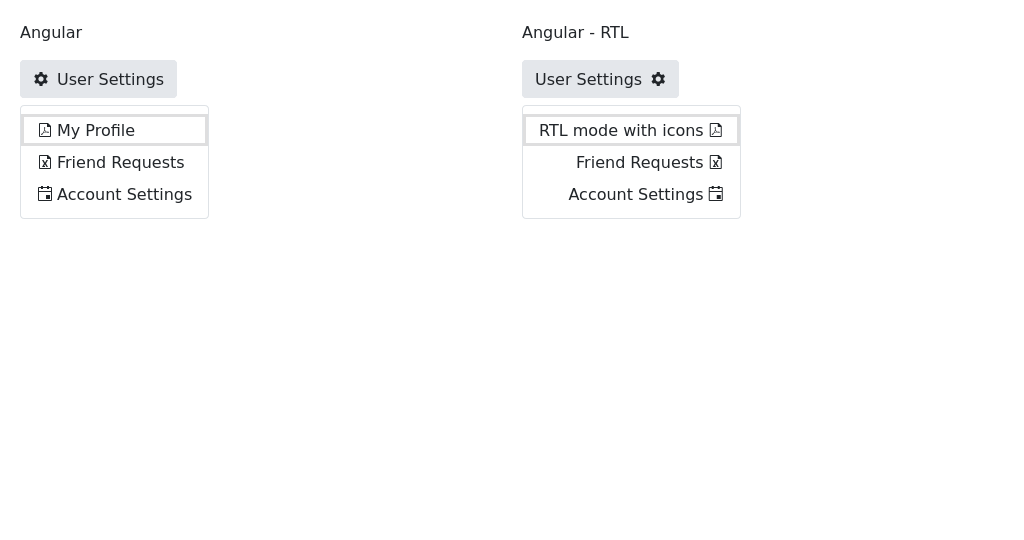 Angular
User Settings
My Profile
Friend Requests
Account Settings
Angular - RTL
User Settings
RTL mode with icons
Friend Requests
Account Settings